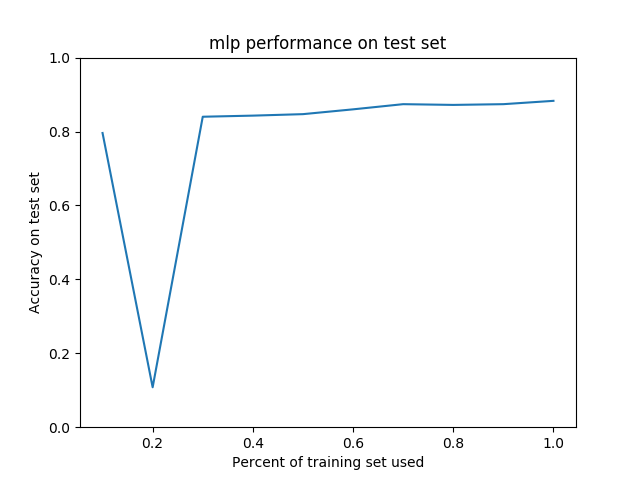 mlp performance on test set
1.0
0.8
0.6
0.4
0.2
0.0
Accuracy on test set
0.2 0.4 0.6 0.8 1.0
Percent of training set used